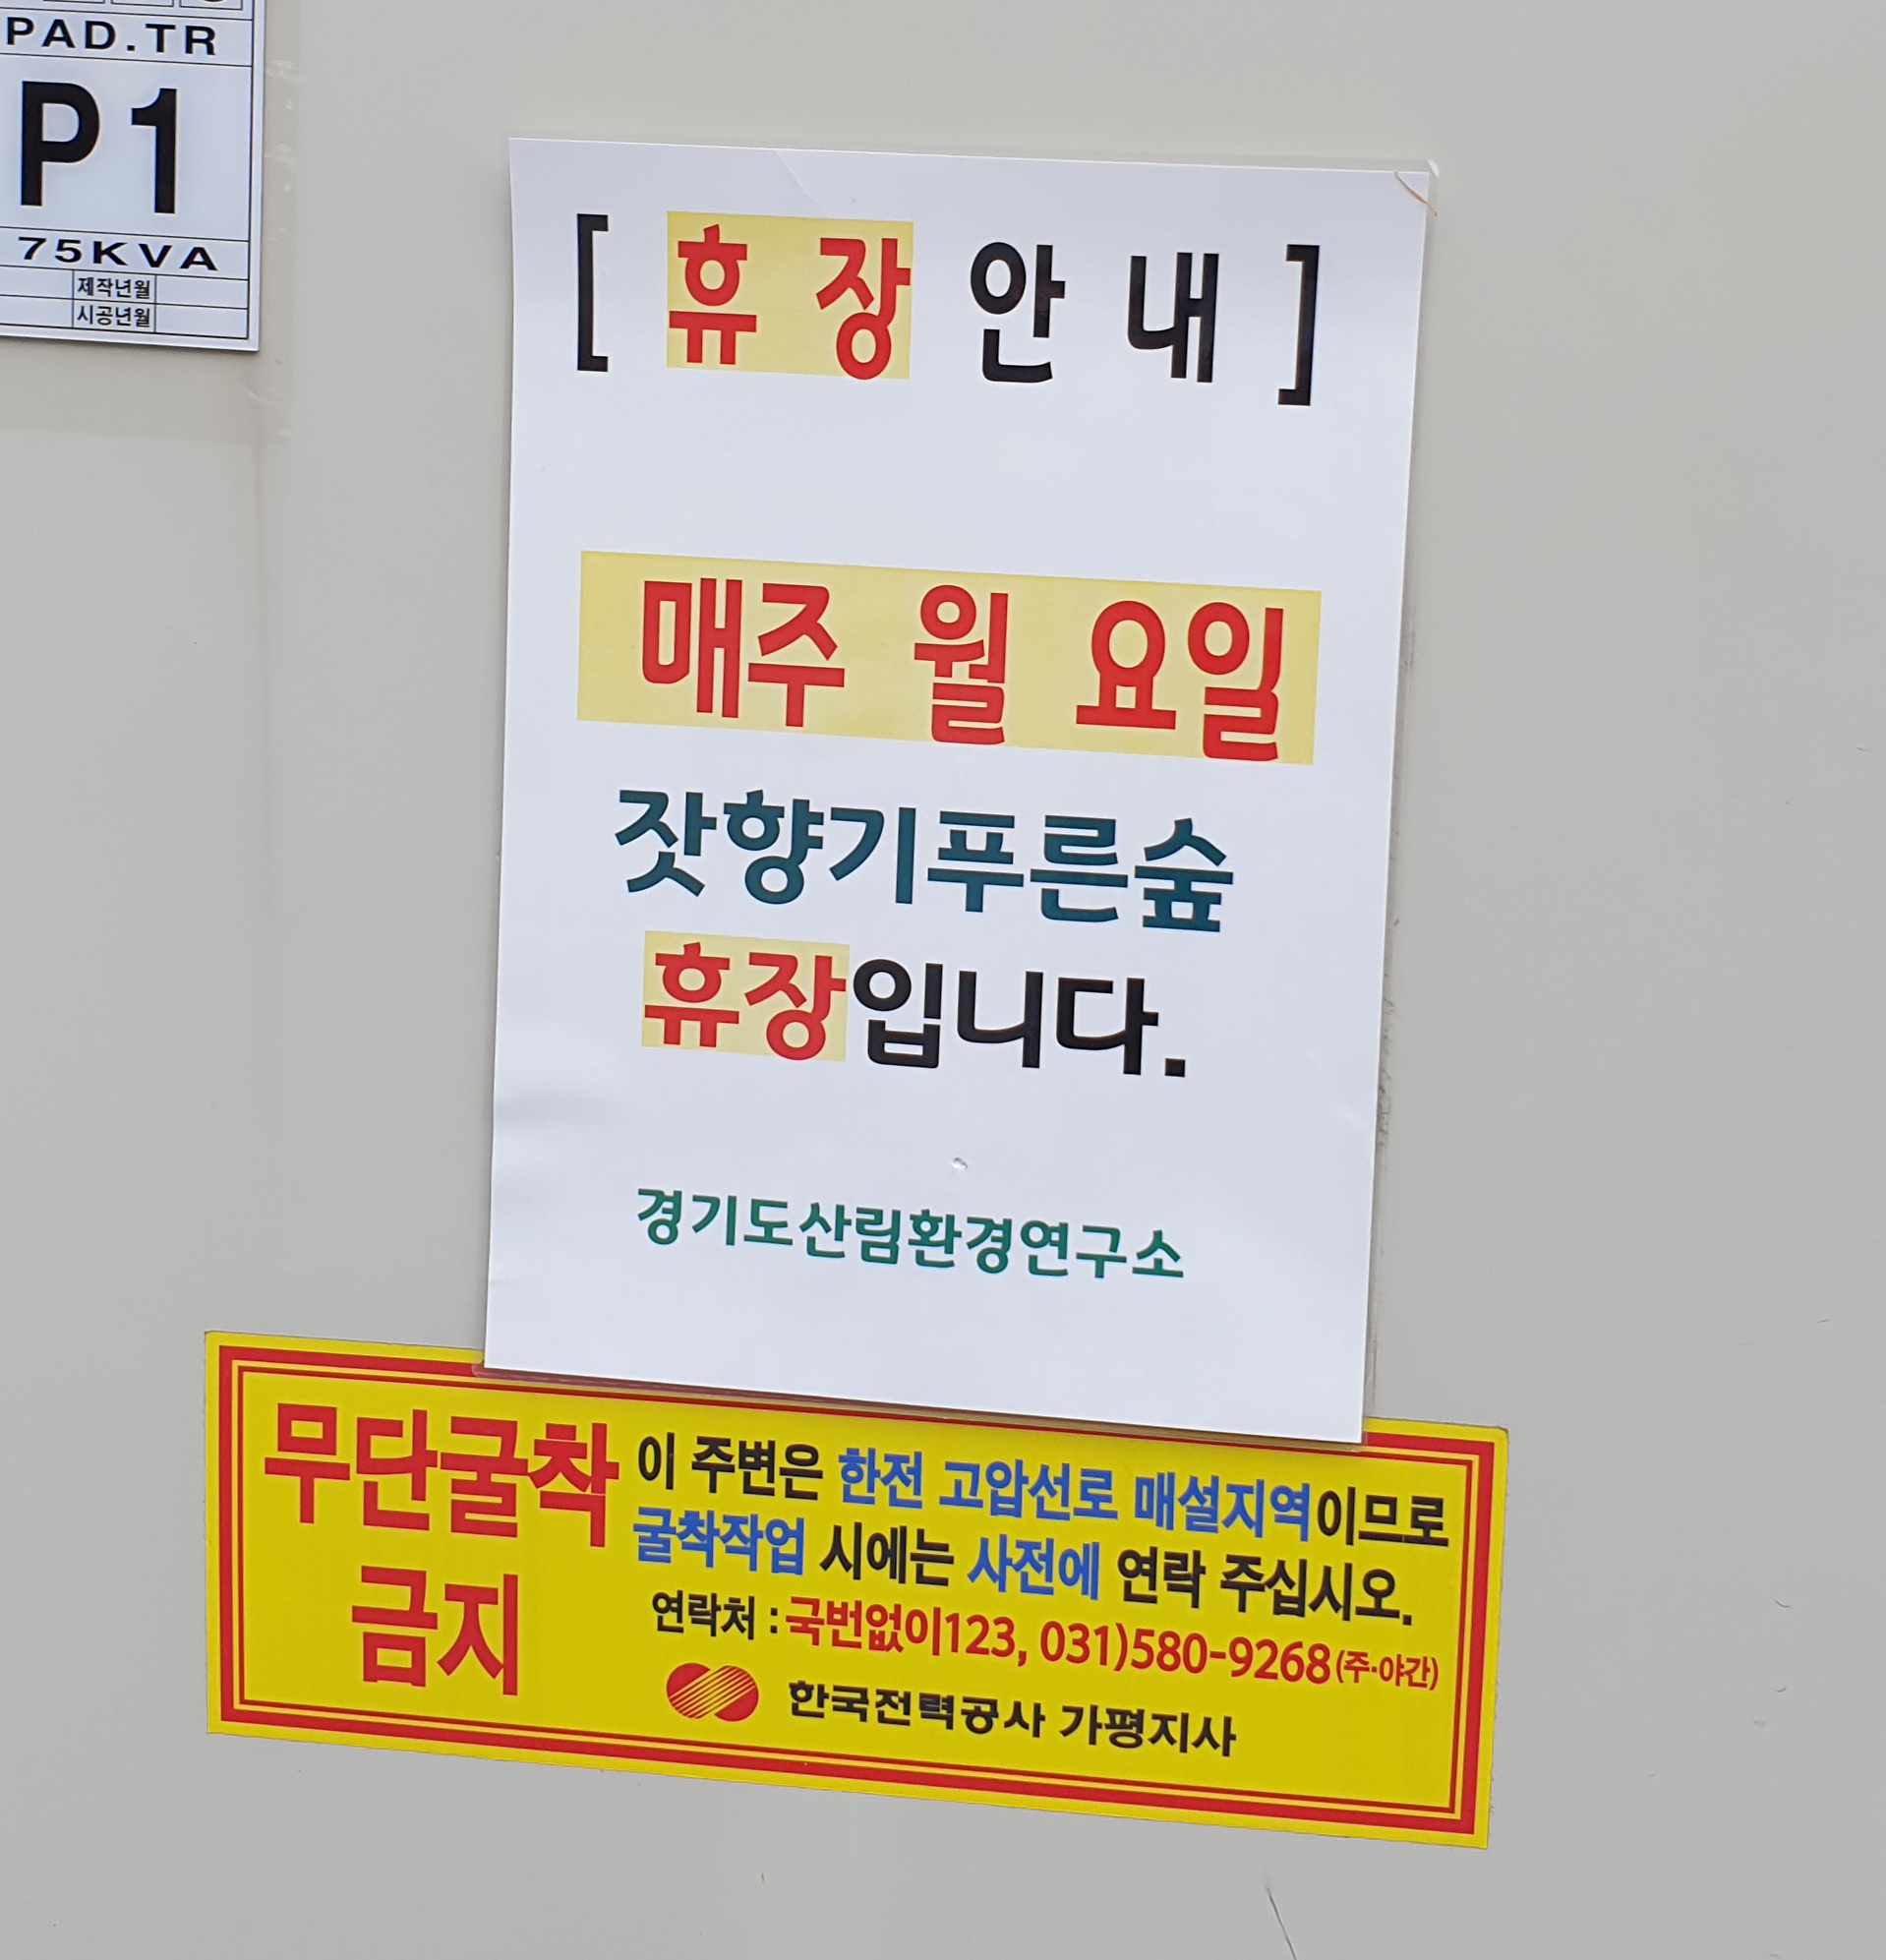 PAD.TR
P1
75KVA
제작년월
시공년월
[ 휴 장 안 내 ]
매주 월 요일
잣향기푸른숲
휴장입니다.
경기도산림환경연구소
무단굴착
금지
이 주변은 한전 고압선로 매설지역이므로
굴착작업 시에는 사전에 연락 주십시오.
연락처 : 국번없이123, 031)580-9268(주·야간)
한국전력공사 가평지사